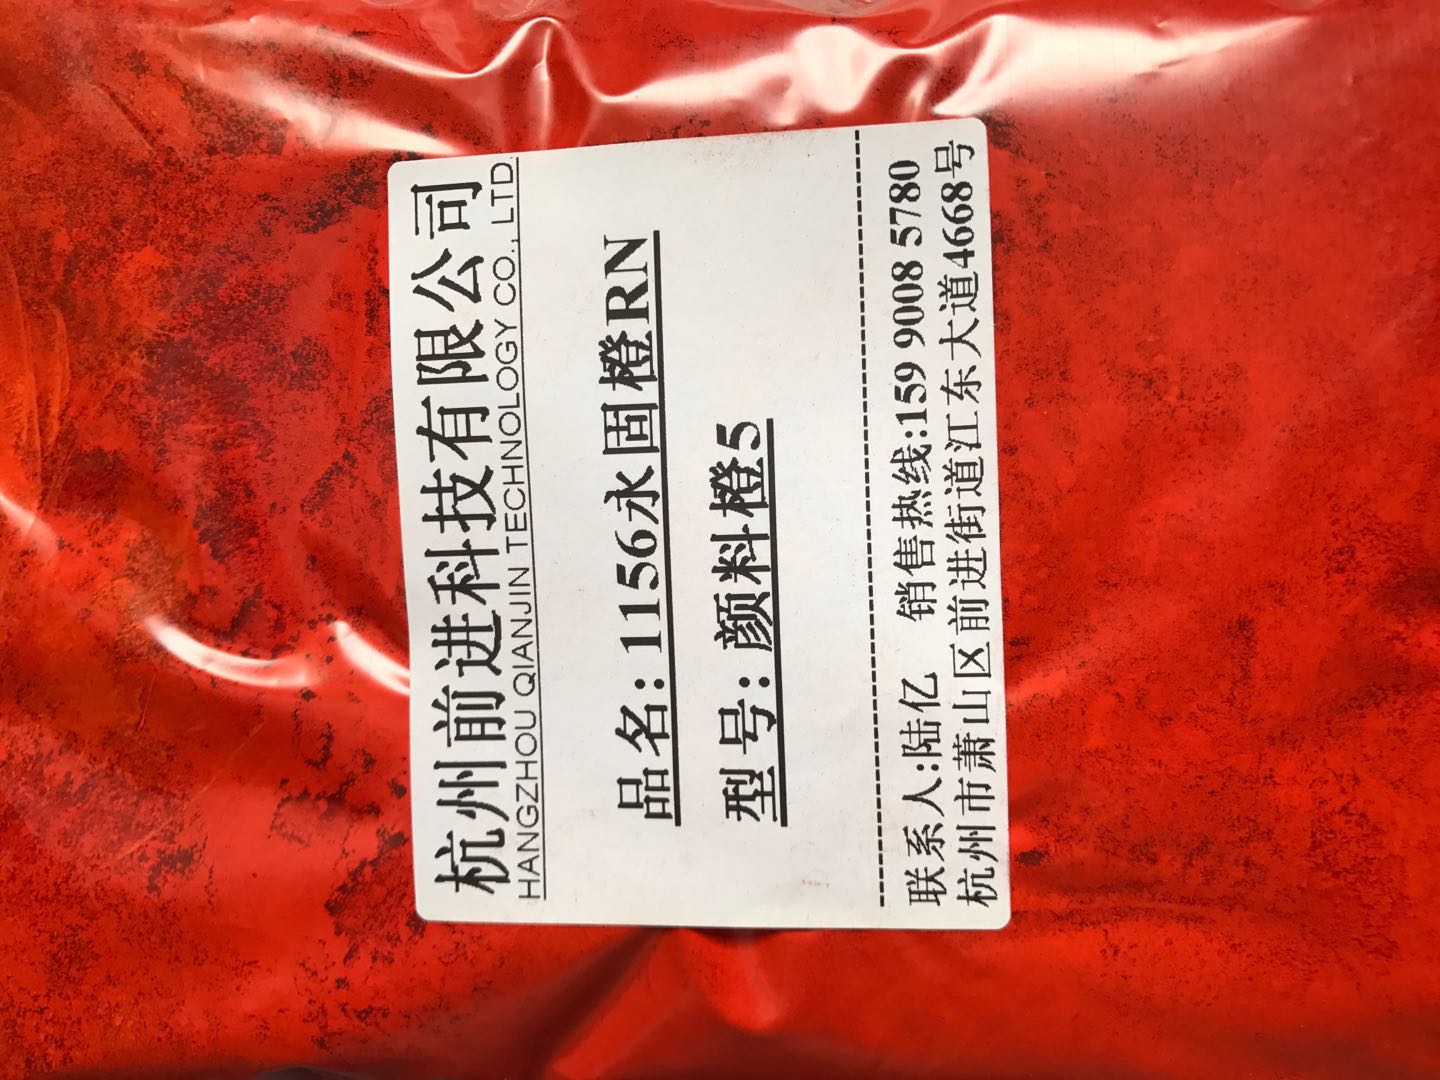 杭州前进科技有限公司
HANGZHOU QIANJIN TECHNOLOGY CO., LTD.
品名:1156永固橙RN
型号:颜料橙5
联系人:陆亿 销售热线:159 9008 5780
杭州市萧山区前进街道江东大道4668号